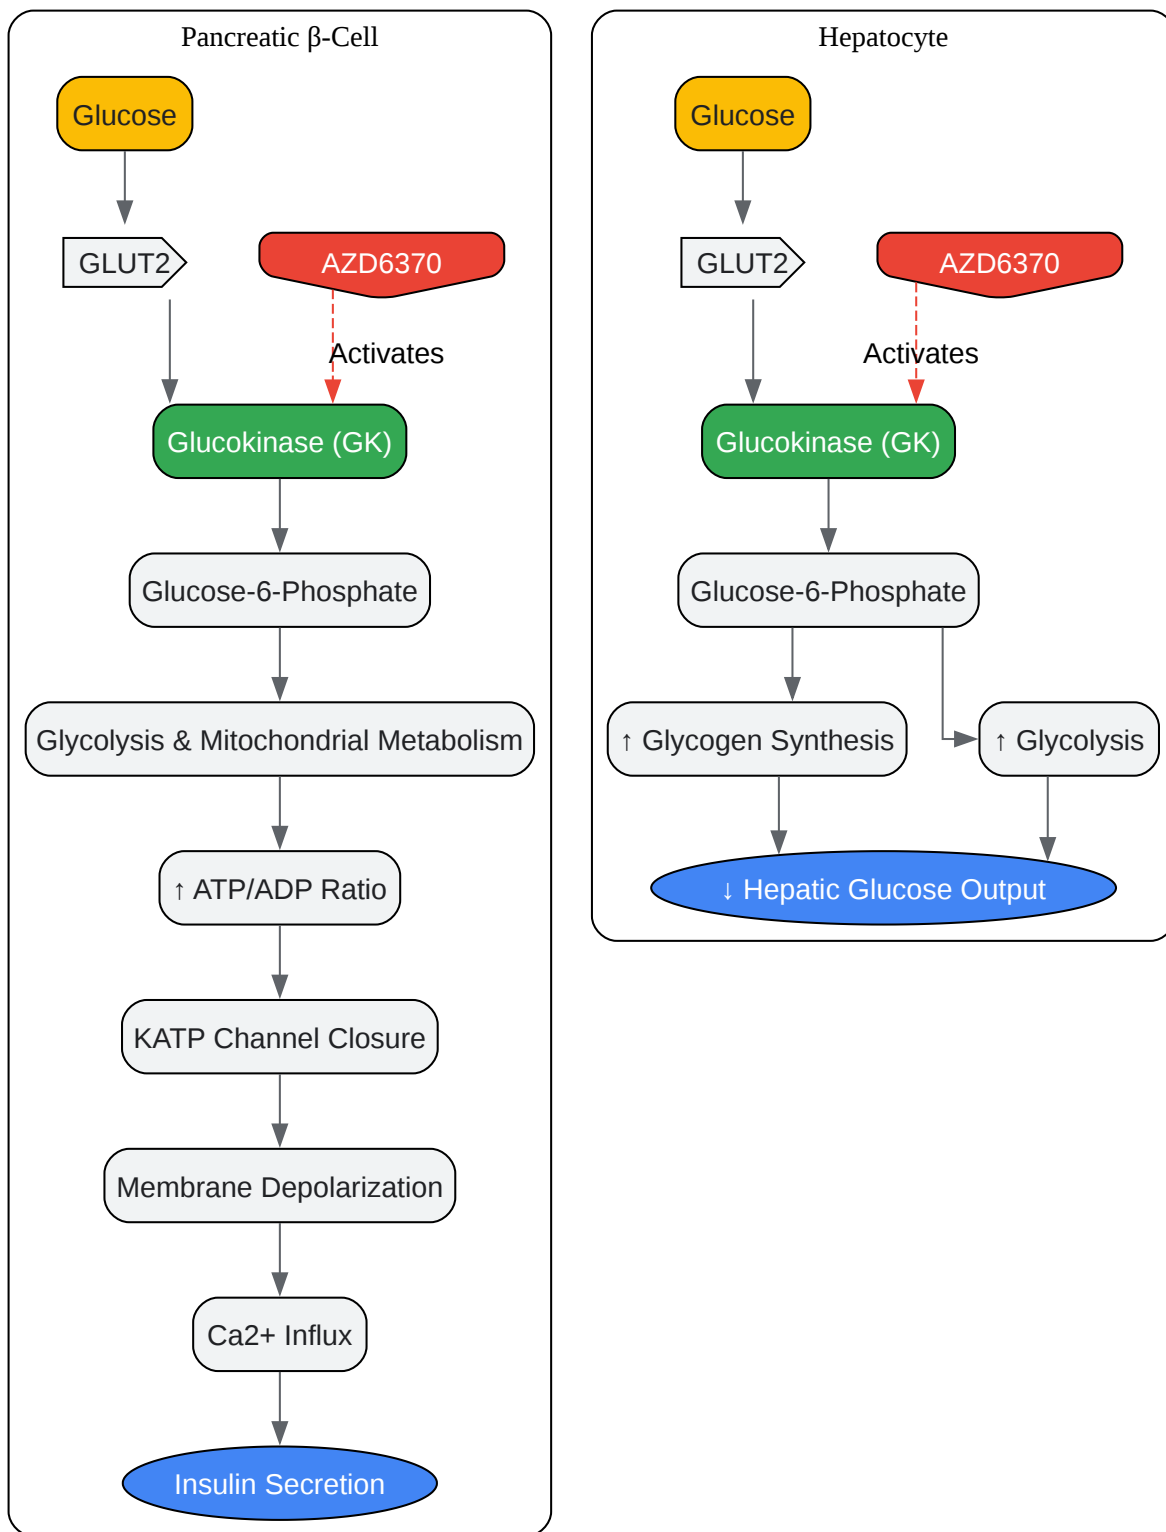 Pancreatic β-Cell
Glucose
GLUT2
AZD6370
Activates
Glucokinase (GK)
Glucose-6-Phosphate
Glycolysis & Mitochondrial Metabolism
↑ ATP/ADP Ratio
KATP Channel Closure
Membrane Depolarization
Ca2+ Influx
Insulin Secretion
Hepatocyte
Glucose
GLUT2
AZD6370
Activates
Glucokinase (GK)
Glucose-6-Phosphate
↑ Glycogen Synthesis
↑ Glycolysis
↓ Hepatic Glucose Output